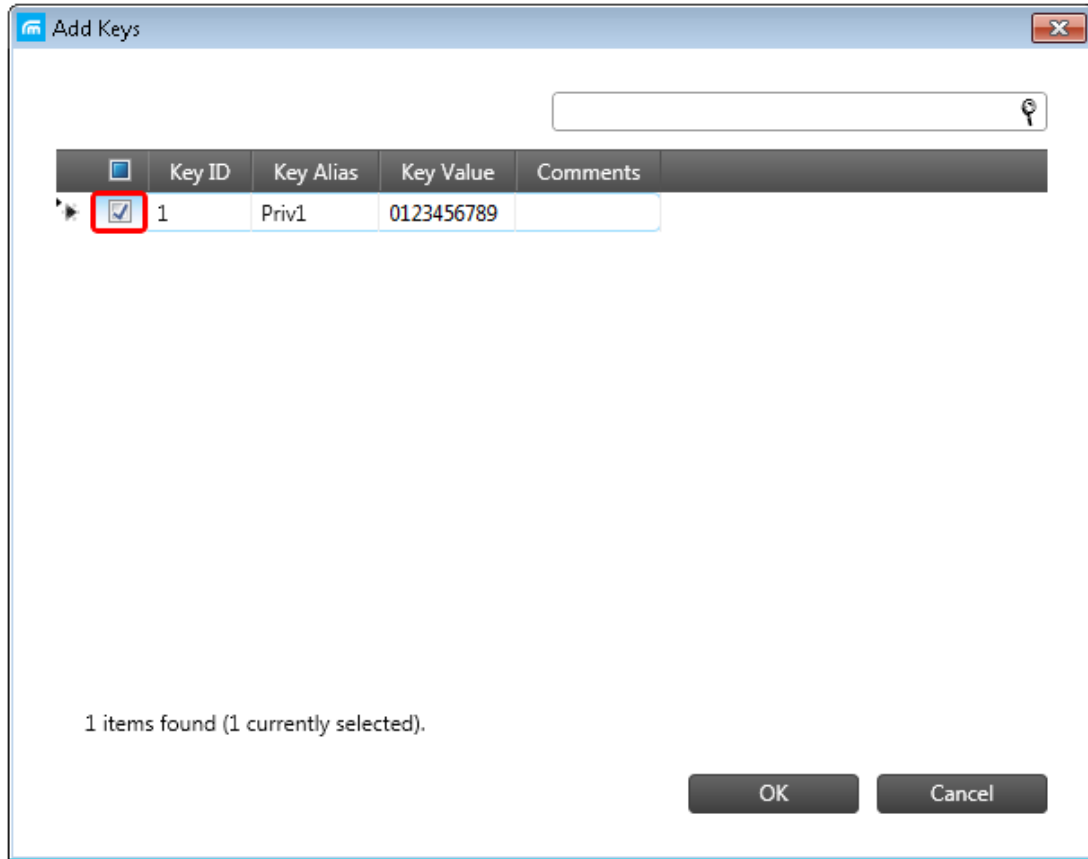 Add Keys
Key ID Key Alias Key Value Comments
1 Priv1 0123456789
1 items found (1 currently selected).
OK Cancel